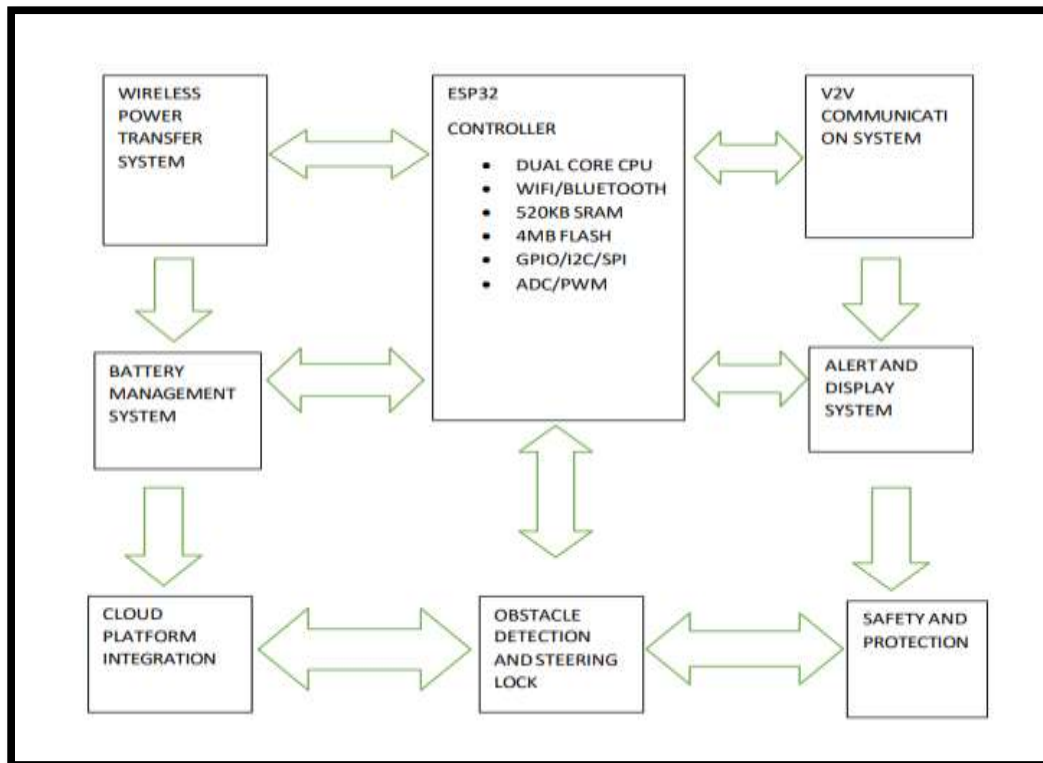 WIRELESS
POWER
TRANSFER
SYSTEM
ESP32
CONTROLLER
• DUAL CORE CPU
• WIFI/BLUETOOTH
• 520KB SRAM
• 4MB FLASH
• GPIO/I2C/SPI
• ADC/PWM
V2V
COMMUNICATI
ON SYSTEM
BATTERY
MANAGEMENT
SYSTEM
ALERT AND
DISPLAY
SYSTEM
CLOUD
PLATFORM
INTEGRATION
OBSTACLE
DETECTION
AND STEERING
LOCK
SAFETY AND
PROTECTION